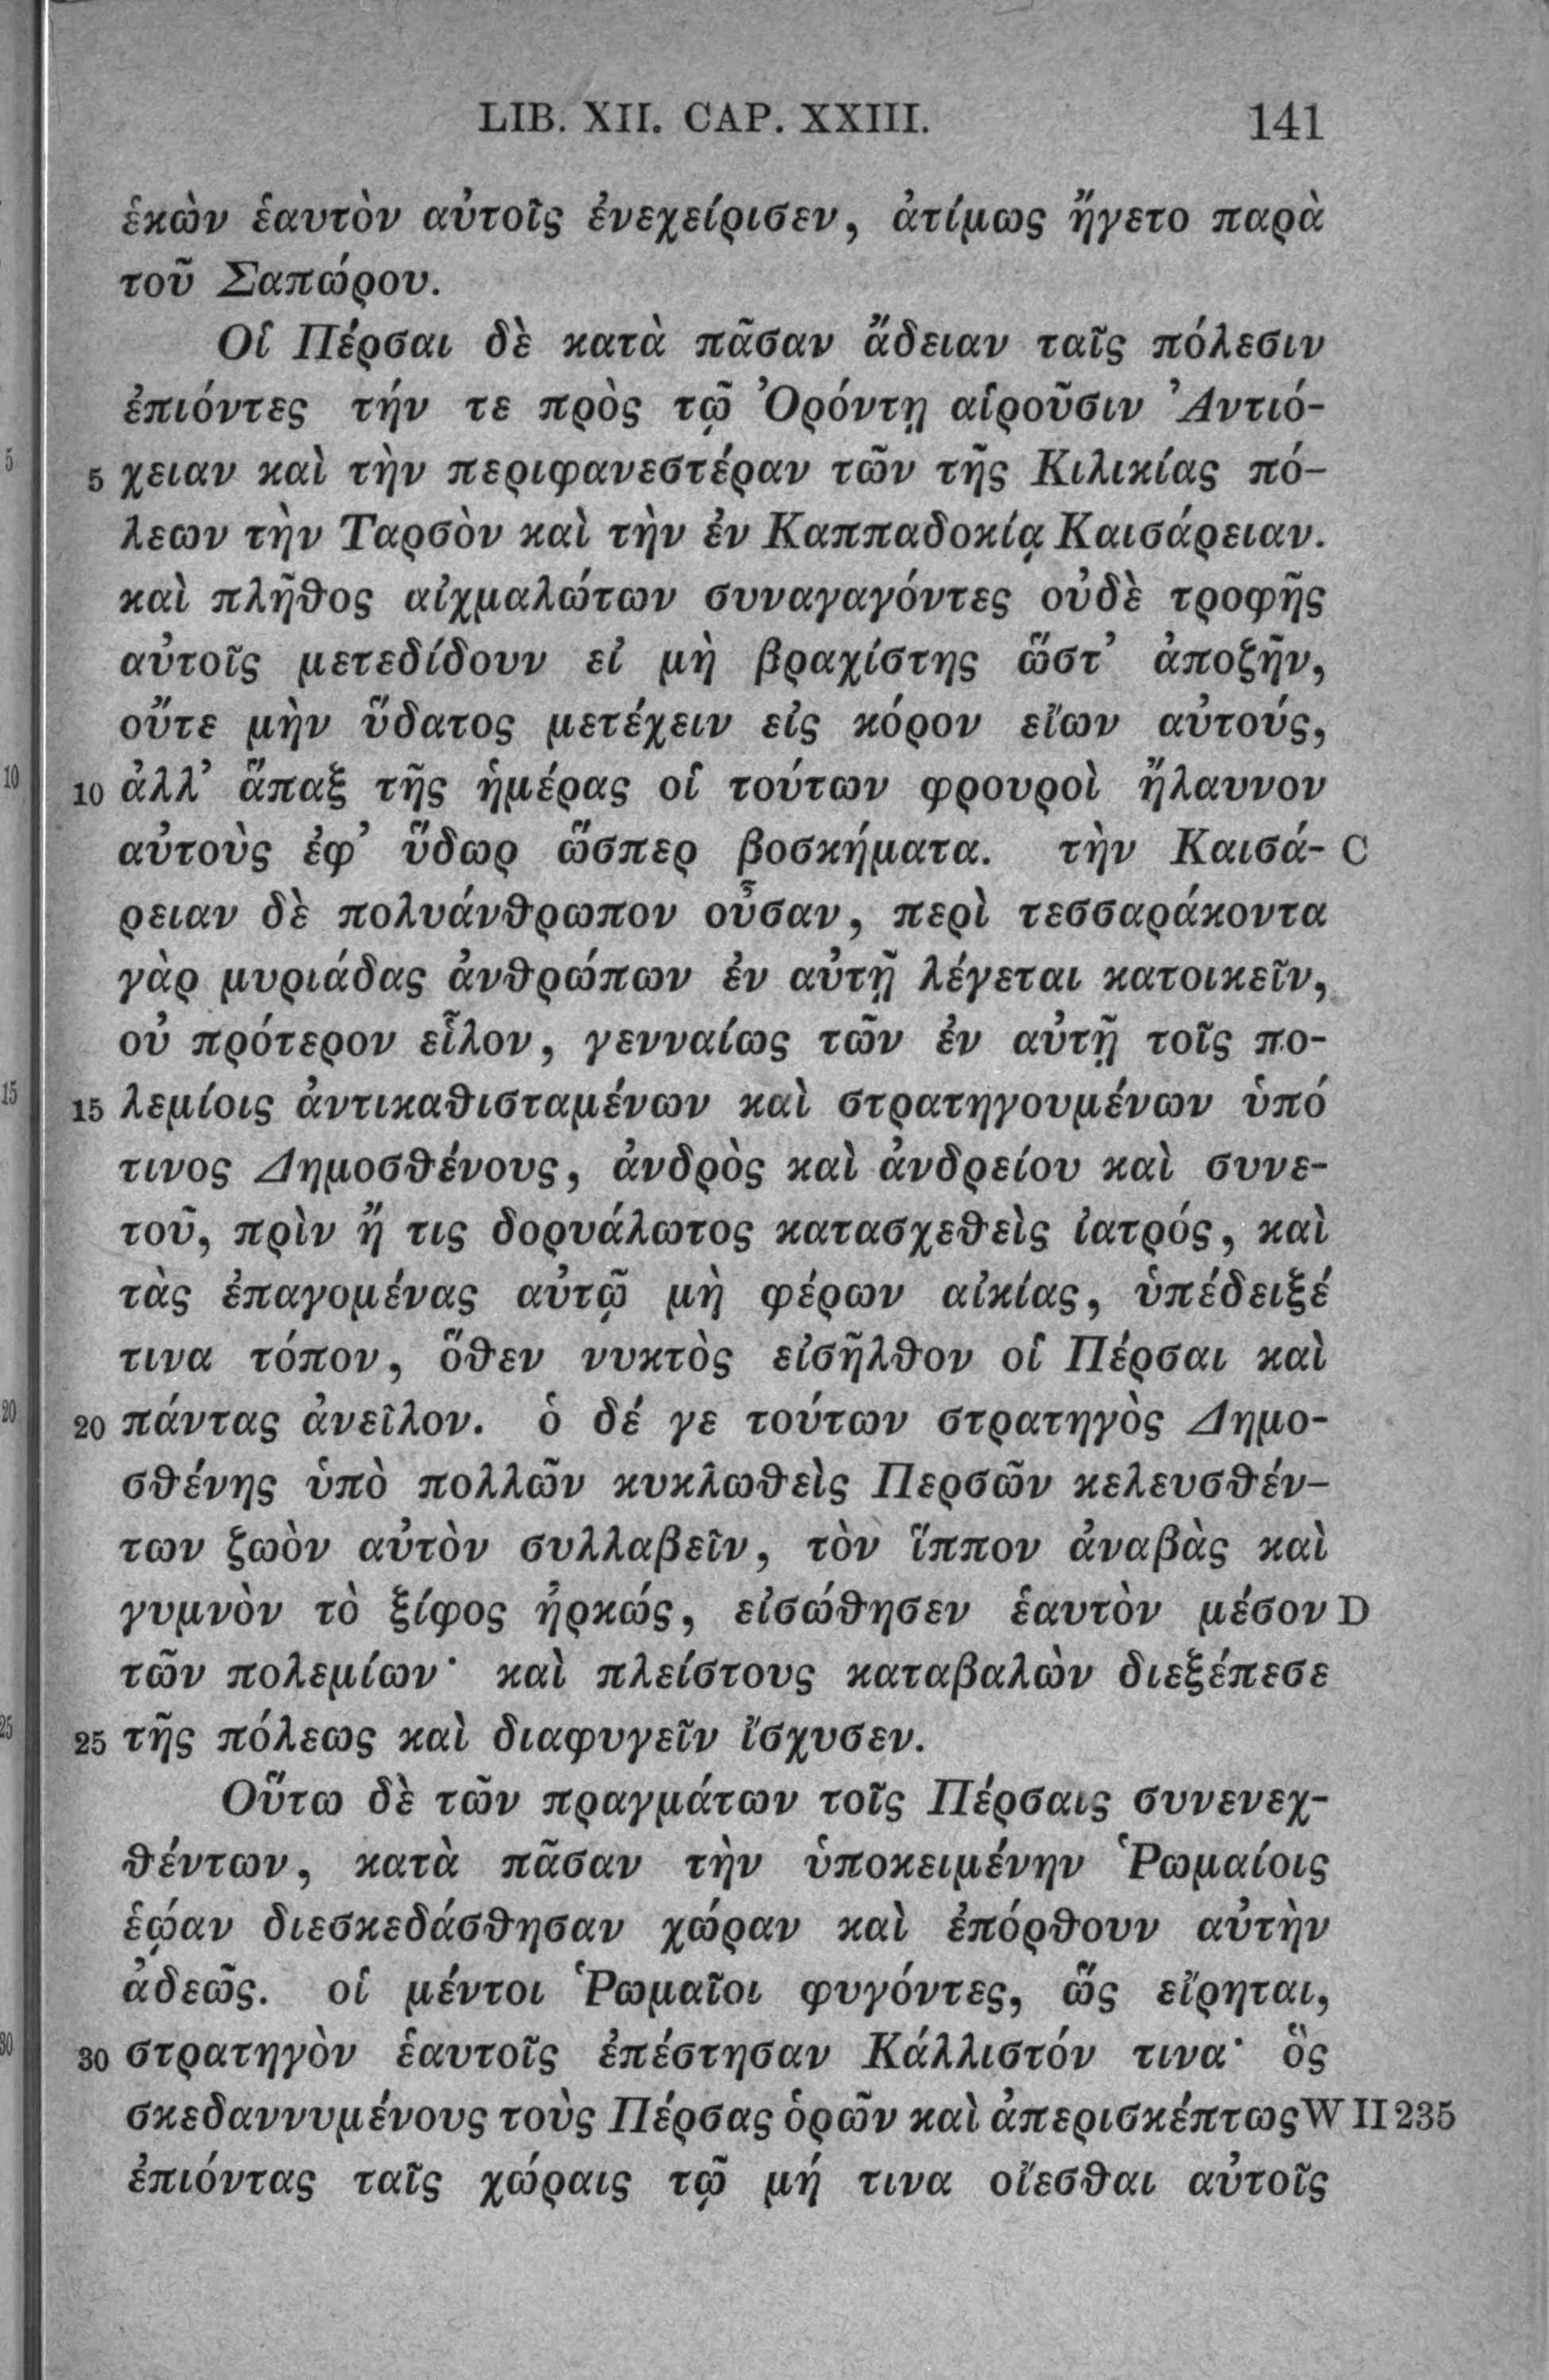 LIB. XII. CAP. XXIII. 141
ἑκὼν ἑαυτὸν αὐτοῖς ἐνεχείρισεν, ἀτίμως ἤγετο παρὰ
τοῦ Σαπώρου.
Οἱ Πέρσαι δὲ κατὰ πᾶσαν ἄδειαν ταῖς πόλεσιν
ἐπιόντες τήν τε πρὸς τῷ Ὀρόντῃ αἱροῦσιν Ἀντιό-
5 χειαν καὶ τὴν περιφανεστέραν τῶν τῆς Κιλικίας πό-
λεων τὴν Ταρσὸν καὶ τὴν ἐν Καππαδοκίᾳ Καισάρειαν.
καὶ πλῆθος αἰχμαλώτων συναγαγόντες οὐδὲ τροφῆς
αὐτοῖς μετεδίδουν εἰ μὴ βραχίστης ὥστ’ ἀποζῆν,
οὔτε μὴν ὕδατος μετέχειν εἰς κόρον εἴων αὐτούς,
10 ἀλλ’ ἅπαξ τῆς ἡμέρας οἱ τούτων φρουροὶ ἤλαυνον
αὐτοὺς ἐφ’ ὕδωρ ὥσπερ βοσκήματα. τὴν Καισά- C
ρειαν δὲ πολυάνθρωπον οὖσαν, περὶ τεσσαράκοντα
γὰρ μυριάδας ἀνθρώπων ἐν αὐτῇ λέγεται κατοικεῖν,
οὐ πρότερον εἷλον, γενναίως τῶν ἐν αὐτῇ τοῖς πο-
15 λεμίοις ἀντικαθισταμένων καὶ στρατηγουμένων ὑπό
τινος Δημοσθένους, ἀνδρὸς καὶ ἀνδρείου καὶ συνε-
τοῦ, πρὶν ἤ τις δορυάλωτος κατασχεθεὶς ἰατρός, καὶ
τὰς ἐπαγομένας αὐτῷ μὴ φέρων αἰκίας, ὑπέδειξέ
τινα τόπον, ὅθεν νυκτὸς εἰσῆλθον οἱ Πέρσαι καὶ
20 πάντας ἀνεῖλον. ὁ δέ γε τούτων στρατηγὸς Δημο-
σθένης ὑπὸ πολλῶν κυκλωθεὶς Περσῶν κελευσθέν-
των ζωὸν αὐτὸν συλλαβεῖν, τὸν ἵππον ἀναβὰς καὶ
γυμνὸν τὸ ξίφος ἠρκώς, εἰσώθησεν ἑαυτὸν μέσον D
τῶν πολεμίων· καὶ πλείστους καταβαλὼν διεξέπεσε
25 τῆς πόλεως καὶ διαφυγεῖν ἴσχυσεν.
Οὕτω δὲ τῶν πραγμάτων τοῖς Πέρσαις συνενεχ-
θέντων, κατὰ πᾶσαν τὴν ὑποκειμένην Ῥωμαίοις
ἑῴαν διεσκεδάσθησαν χώραν καὶ ἐπόρθουν αὐτὴν
ἀδεῶς. οἱ μέντοι Ῥωμαῖοι φυγόντες, ὥς εἴρηται,
30 στρατηγὸν ἑαυτοῖς ἐπέστησαν Κάλλιστόν τινα· ὃς
σκεδαννυμένους τοὺς Πέρσας ὁρῶν καὶ ἀπερισκέπτως W II 235
ἐπιόντας ταῖς χώραις τῷ μή τινα οἴεσθαι αὐτοῖς